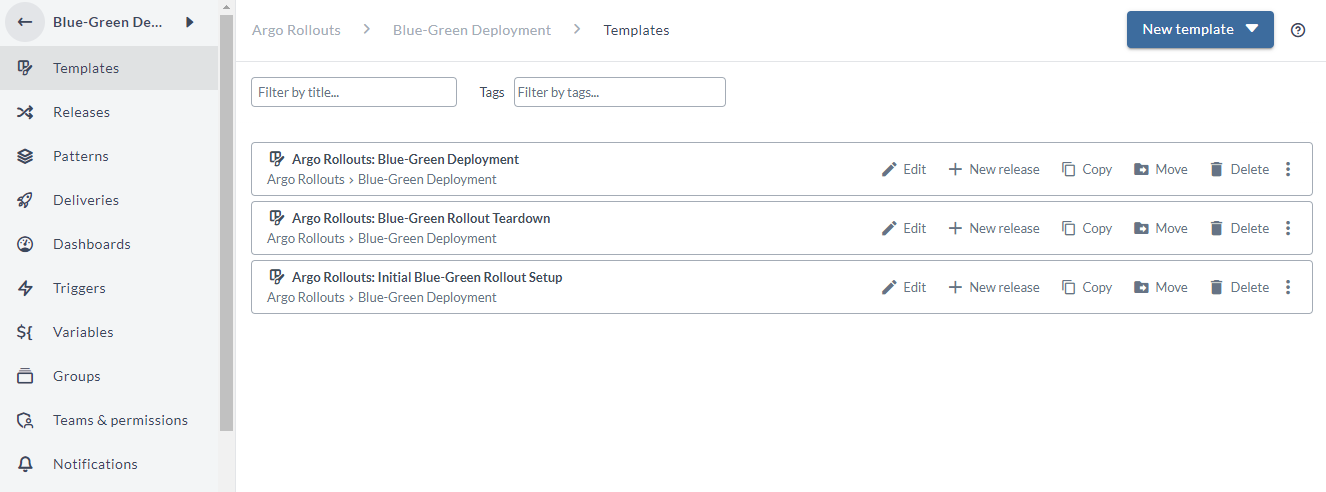 Blue-Green De...
Templates
Releases
Patterns
Deliveries
Dashboards
Triggers
Variables
Groups
Teams & permissions
Notifications
Argo Rollouts > Blue-Green Deployment > Templates
New template
Filter by title...
Tags
Filter by tags...
Argo Rollouts: Blue-Green Deployment
Argo Rollouts > Blue-Green Deployment
Edit New release Copy Move Delete
Argo Rollouts: Blue-Green Rollout Teardown
Argo Rollouts > Blue-Green Deployment
Edit New release Copy Move Delete
Argo Rollouts: Initial Blue-Green Rollout Setup
Argo Rollouts > Blue-Green Deployment
Edit New release Copy Move Delete